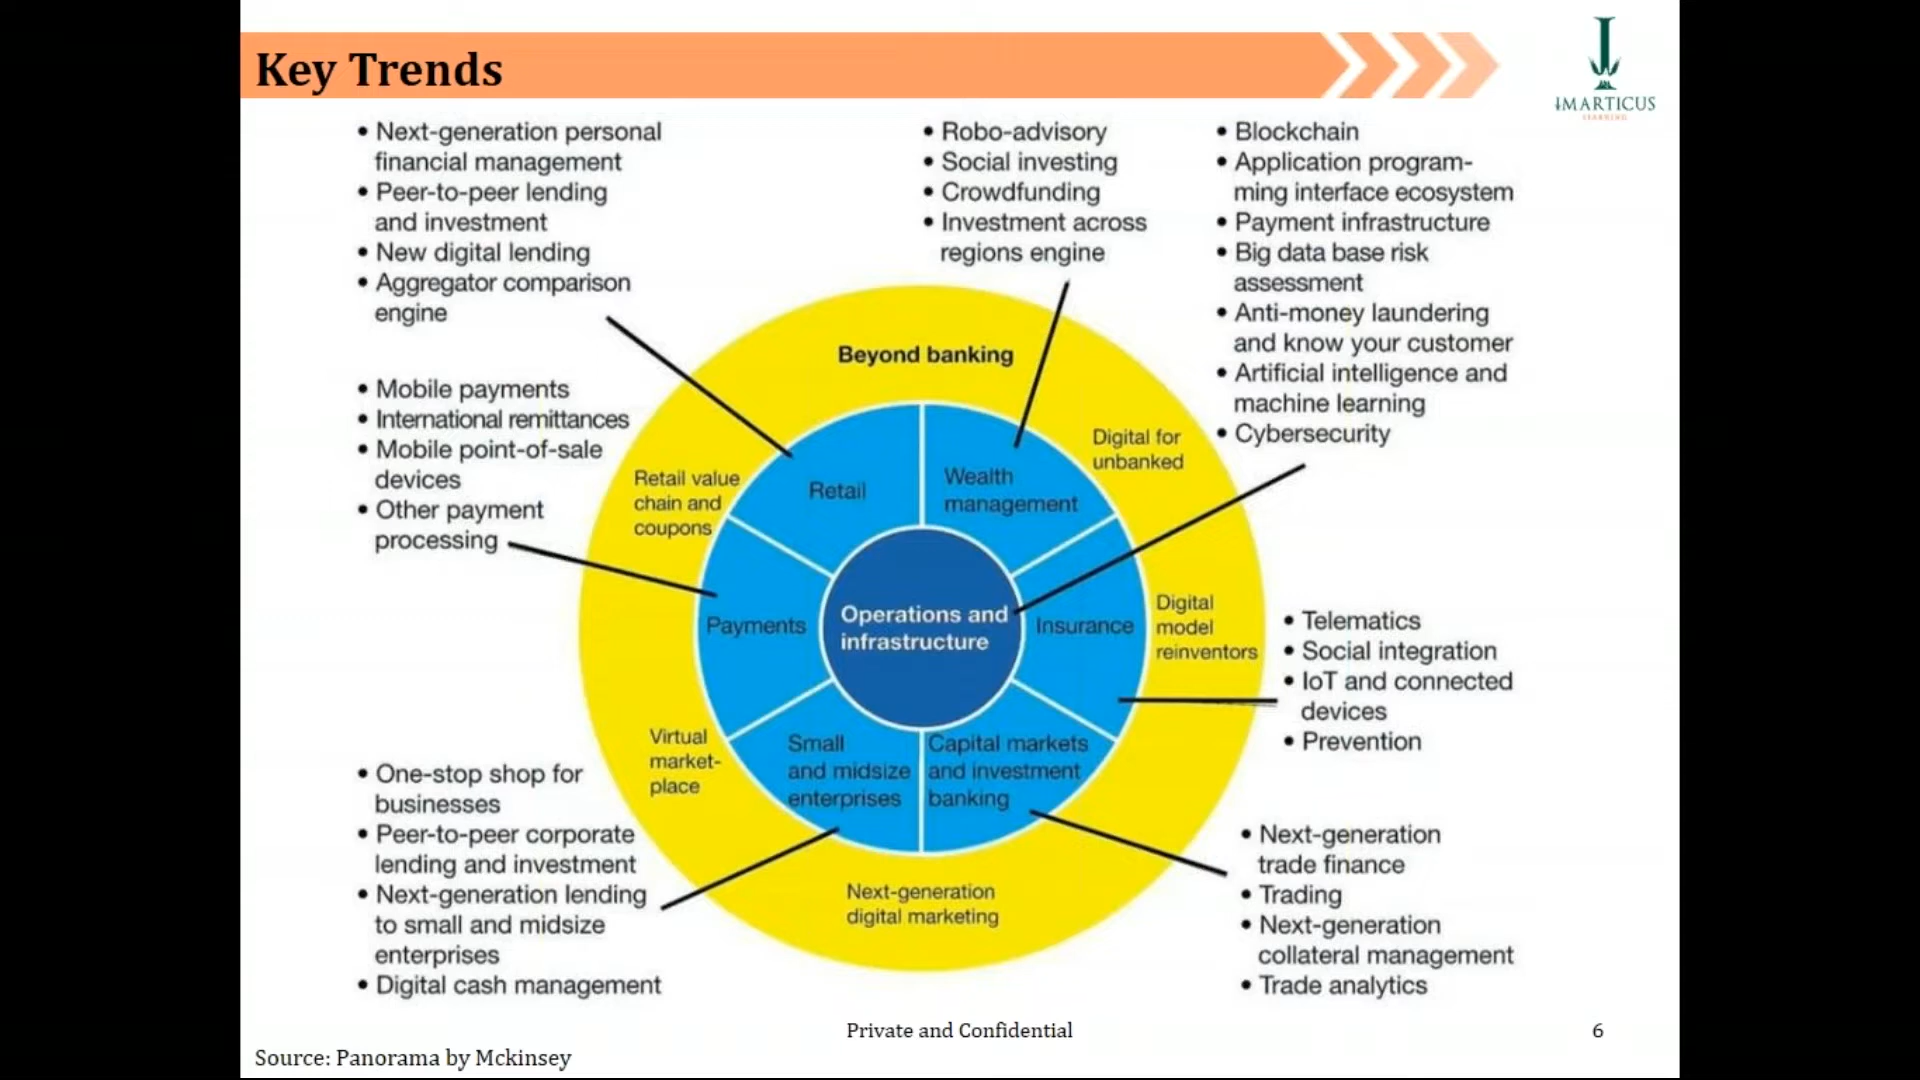 Key Trends
IMARTICUS
LEARNING
• Next-generation personal
financial management
• Peer-to-peer lending
and investment
• New digital lending
• Aggregator comparison
engine
• Robo-advisory
• Social investing
• Crowdfunding
• Investment across
regions engine
• Blockchain
• Application program-
ming interface ecosystem
• Payment infrastructure
• Big data base risk
assessment
• Anti-money laundering
and know your customer
• Artificial intelligence and
machine learning
• Cybersecurity
• Mobile payments
• International remittances
• Mobile point-of-sale
devices
• Other payment
processing
Beyond banking
Digital for
unbanked
Retail value
chain and
coupons
Retail
Wealth
management
Payments
Operations and
infrastructure
Insurance
Digital
model
reinventors
• Telematics
• Social integration
• IoT and connected
devices
• Prevention
Virtual
market-
place
Small
and midsize
enterprises
Capital markets
and investment
banking
Next-generation
digital marketing
• One-stop shop for
businesses
• Peer-to-peer corporate
lending and investment
• Next-generation lending
to small and midsize
enterprises
• Digital cash management
• Next-generation
trade finance
• Trading
• Next-generation
collateral management
• Trade analytics
Private and Confidential
6
Source: Panorama by Mckinsey